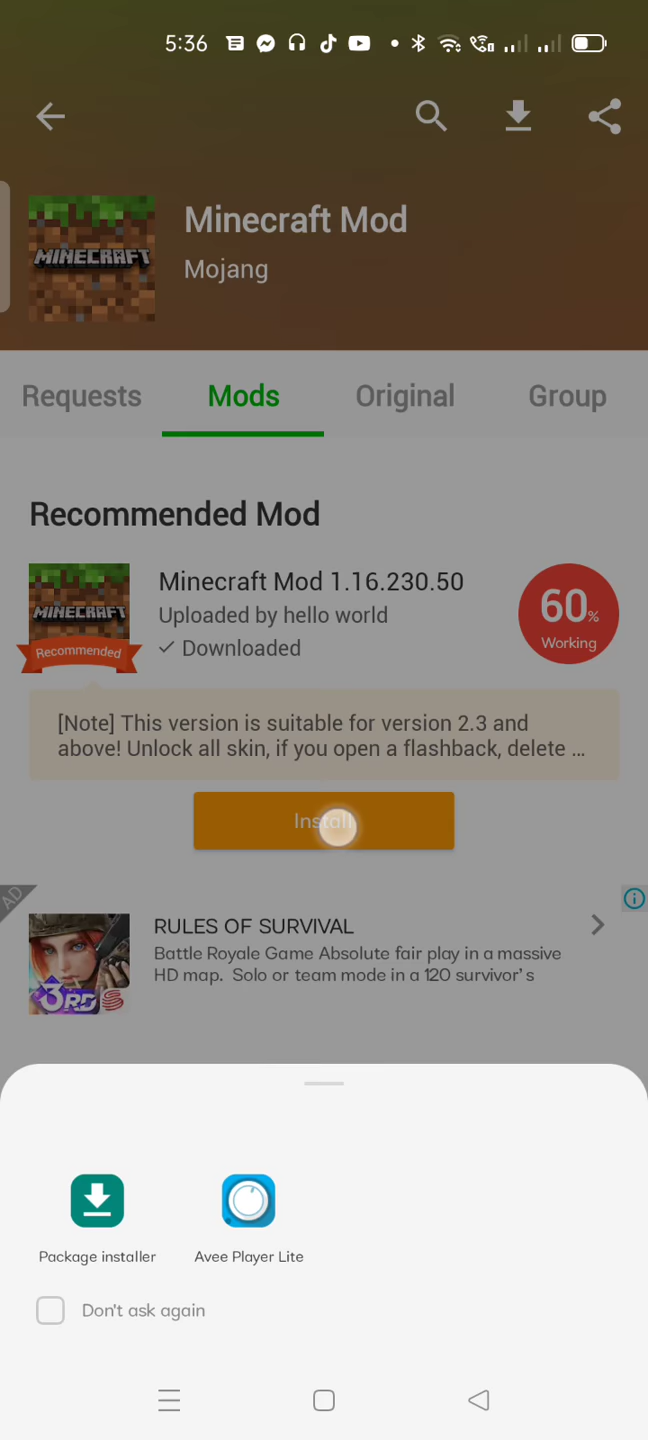 5:36
MINECRAFT
Minecraft Mod
Mojang
Requests Mods Original Group
Recommended Mod
MINECRAFT
Recommended
Minecraft Mod 1.16.230.50
Uploaded by hello world
Downloaded
60%
Working
[Note] This version is suitable for version 2.3 and
above! Unlock all skin, if you open a flashback, delete ...
Install
AD
3RD
RULES OF SURVIVAL
Battle Royale Game Absolute fair play in a massive
HD map. Solo or team mode in a 120 survivor's
Package installer
Avee Player Lite
Don't ask again